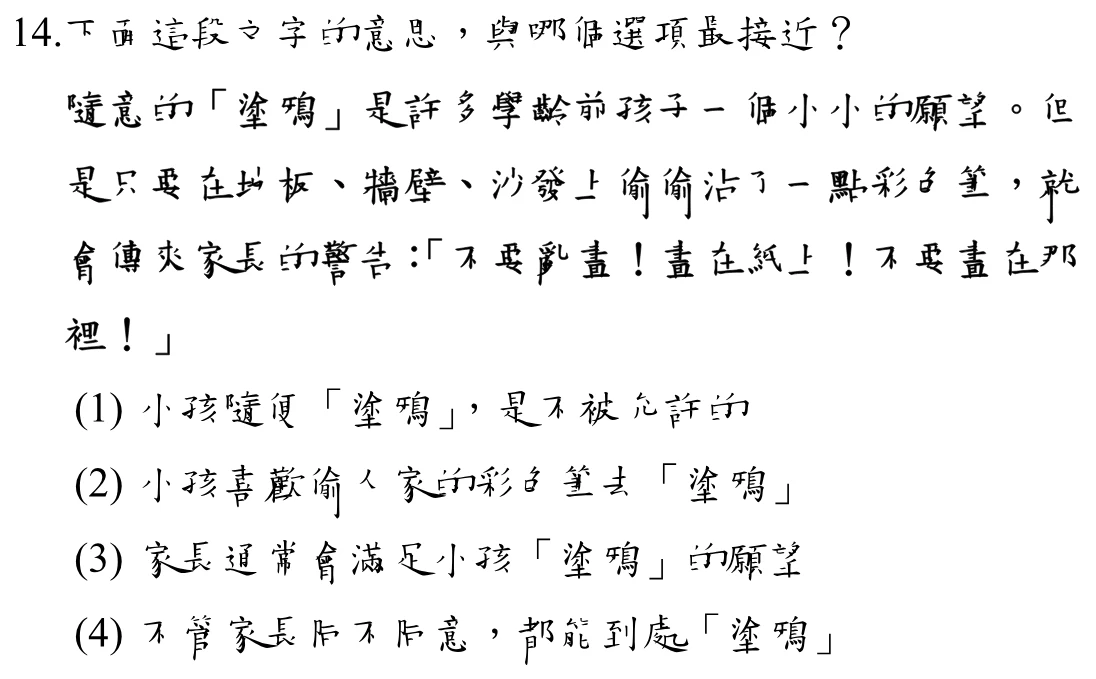 14.下面這段文字的意思，與哪個選項最接近？
隨意的「塗鴉」是許多學齡前孩子一個小小的願望。但
是只要在地板、牆壁、沙發上偷偷沾了一點彩色筆，就
會傳來家長的警告：「不要亂畫！畫在紙上！不要畫在那
裡！」
(1) 小孩隨便「塗鴉」，是不被允許的
(2) 小孩喜歡偷人家的彩色筆去「塗鴉」
(3) 家長通常會滿足小孩「塗鴉」的願望
(4) 不管家長同不同意，都能到處「塗鴉」